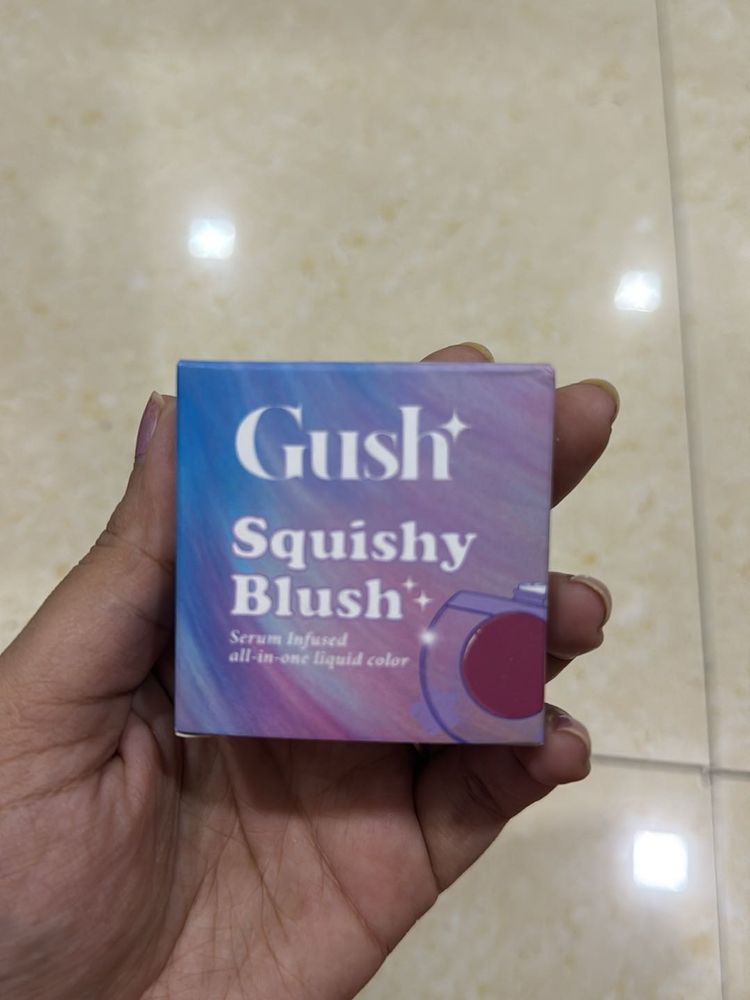 Gush
Squishy
Blush
Serum Infused
all-in-one liquid color